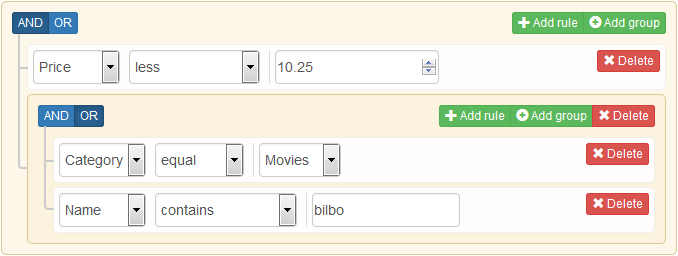 AND OR Add rule Add group
Price less 10.25 Delete
AND OR Add rule Add group Delete
Category equal Movies Delete
Name contains bilbo Delete